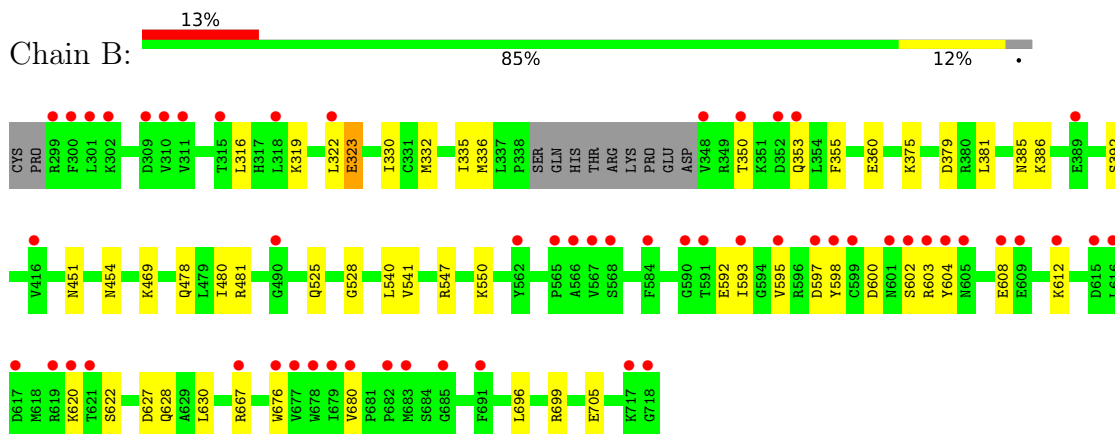 13%
Chain B:
85% 12% •
CYS PRO R299 F300 L301 K302 D309 V310 V311 T315 L316 H317 L318 K319 L322 E323 I330 C331 M332 I335 M336 L337 P338 SER GLN HIS THR ARG LYS PRO GLU ASP V348 R349 T350 K351 D352 Q353 L354 F355 E360 K375 D379 R380 L381 N385 K386 E389 S392
V416 N451 N454 K469 Q478 L479 I480 R481 G490 Q525 G528 L540 V541 R547 K550 Y562 P565 A566 V567 S568 F584 G590 T591 E592 I593 G594 V595 R596 D597 Y598 C599 D600 N601 S602 R603 Y604 N605 E608 E609 K612 D615 L616
D617 M618 R619 K620 T621 S622 D627 Q628 A629 L630 R667 W676 V677 W678 I679 V680 P681 P682 M683 S684 G685 F691 L696 R699 E705 K717 G718